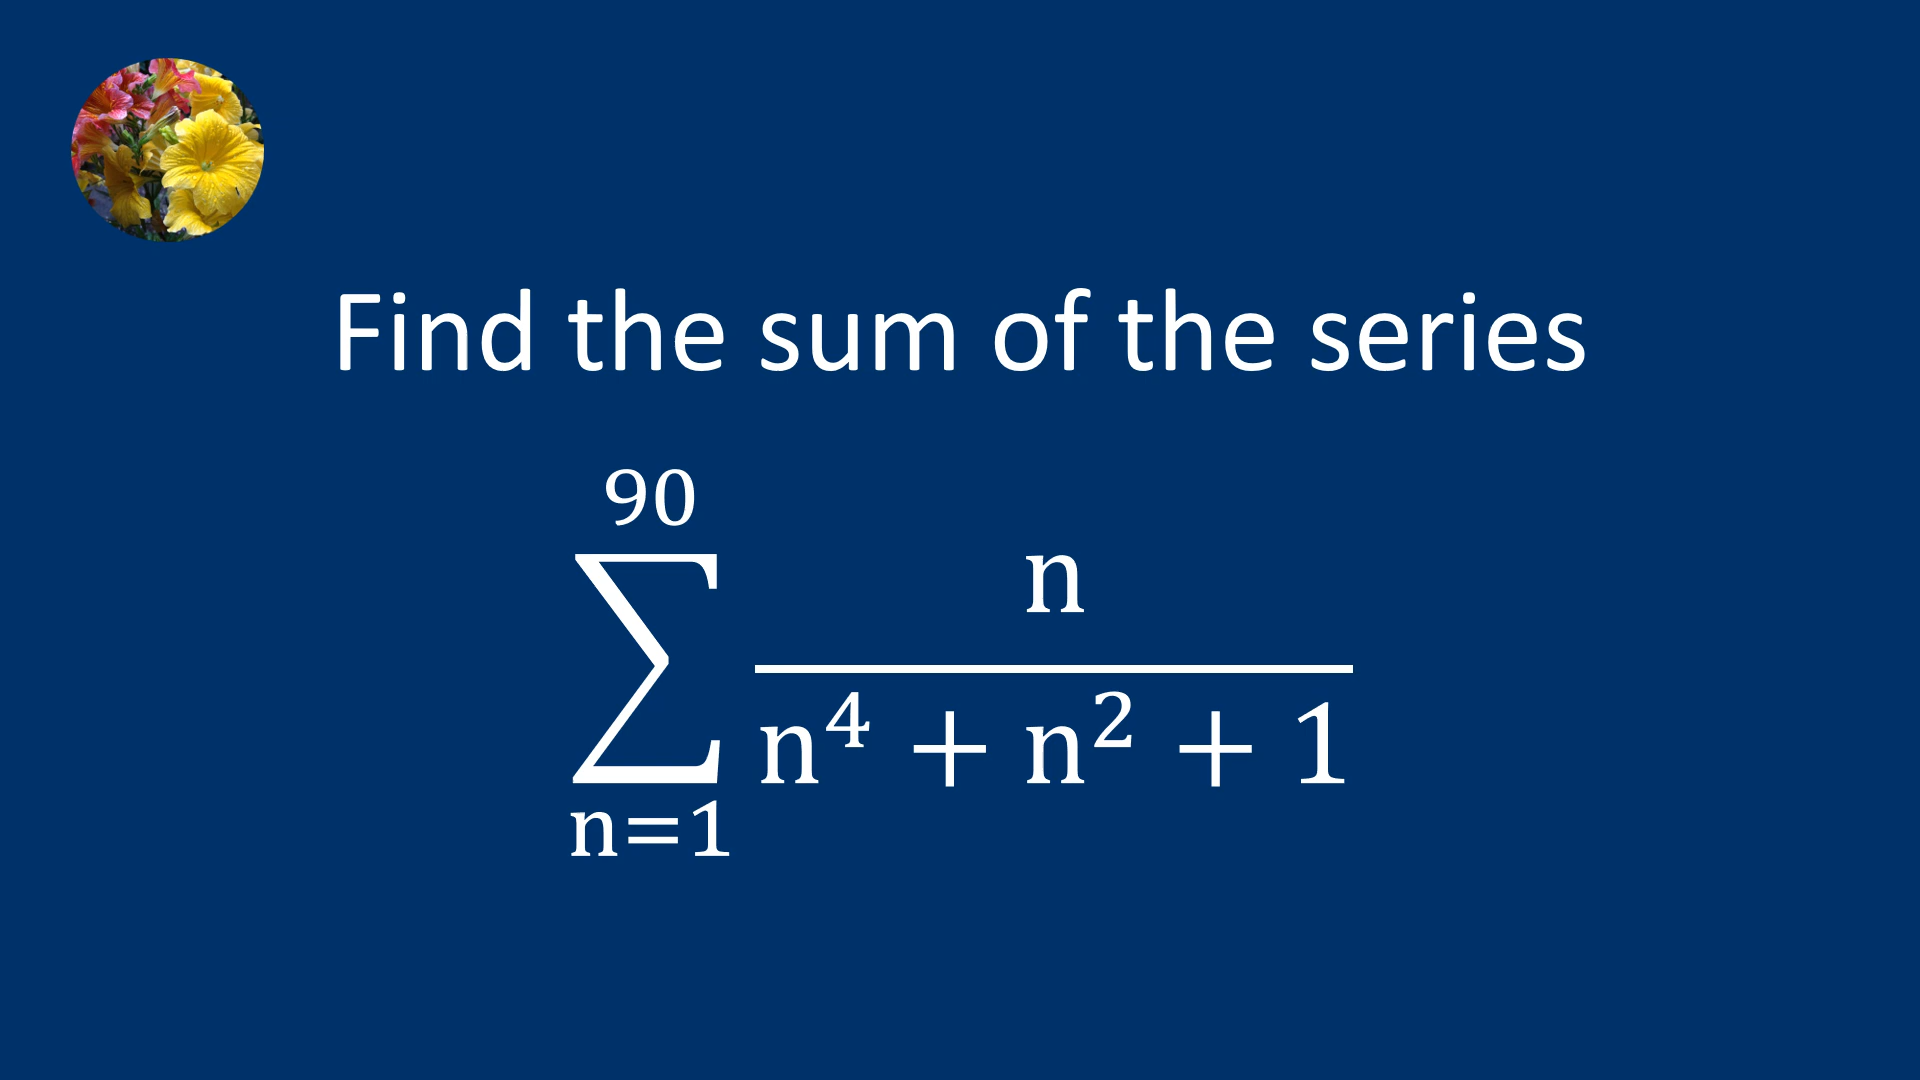 Find the sum of the series
90
∑ n
n⁴ + n² + 1
n=1